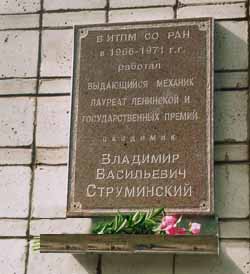 В ИТПМ СО РАН
в 1966-1971 г.г.
работал
ВЫДАЮЩИЙСЯ МЕХАНИК
ЛАУРЕАТ ЛЕНИНСКОЙ И
ГОСУДАРСТВЕННЫХ ПРЕМИЙ
академик
ВЛАДИМИР
ВАСИЛЬЕВИЧ
СТРУМИНСКИЙ